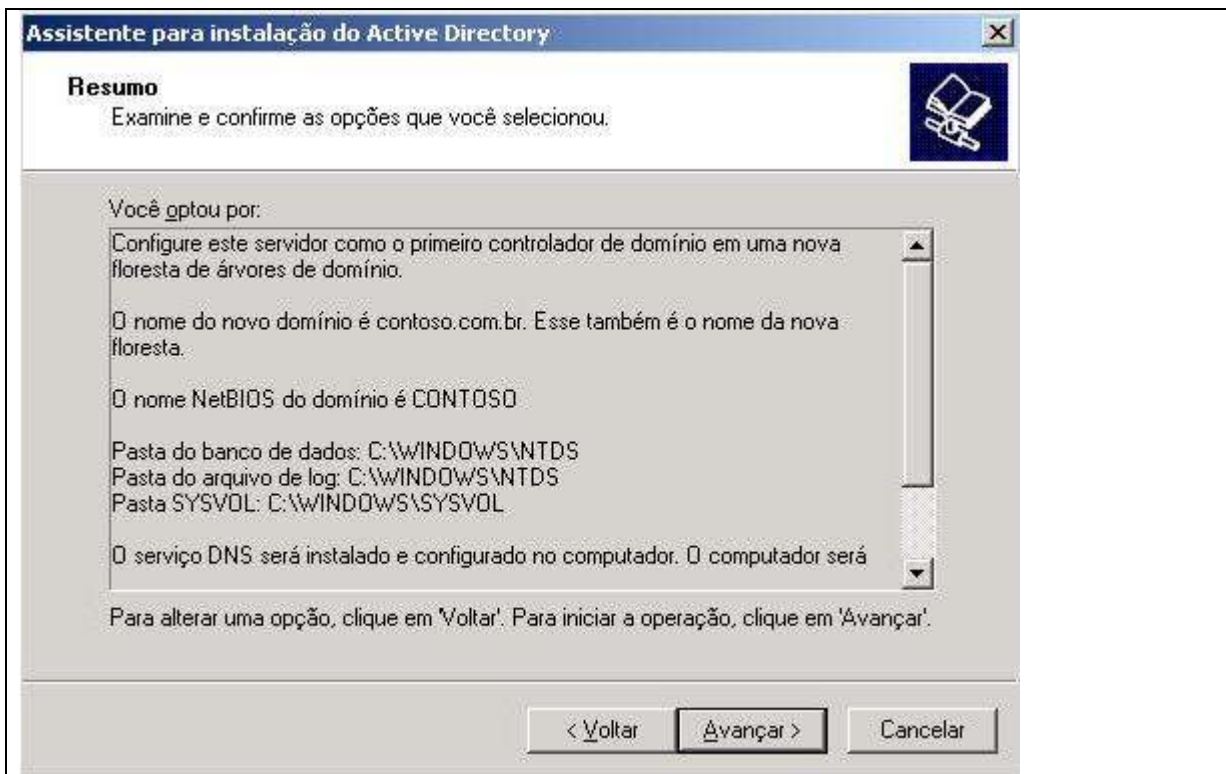 Assistente para instalação do Active Directory
Resumo
Examine e confirme as opções que você selecionou.
Você optou por:
Configure este servidor como o primeiro controlador de domínio em uma nova
floresta de árvores de domínio.
O nome do novo domínio é contoso.com.br. Esse também é o nome da nova
floresta.
O nome NetBIOS do domínio é CONTOSO
Pasta do banco de dados: C:\WINDOWS\NTDS
Pasta do arquivo de log: C:\WINDOWS\NTDS
Pasta SYSVOL: C:\WINDOWS\SYSVOL
O serviço DNS será instalado e configurado no computador. O computador será
Para alterar uma opção, clique em 'Voltar'. Para iniciar a operação, clique em 'Avançar'.
< Voltar Avançar > Cancelar